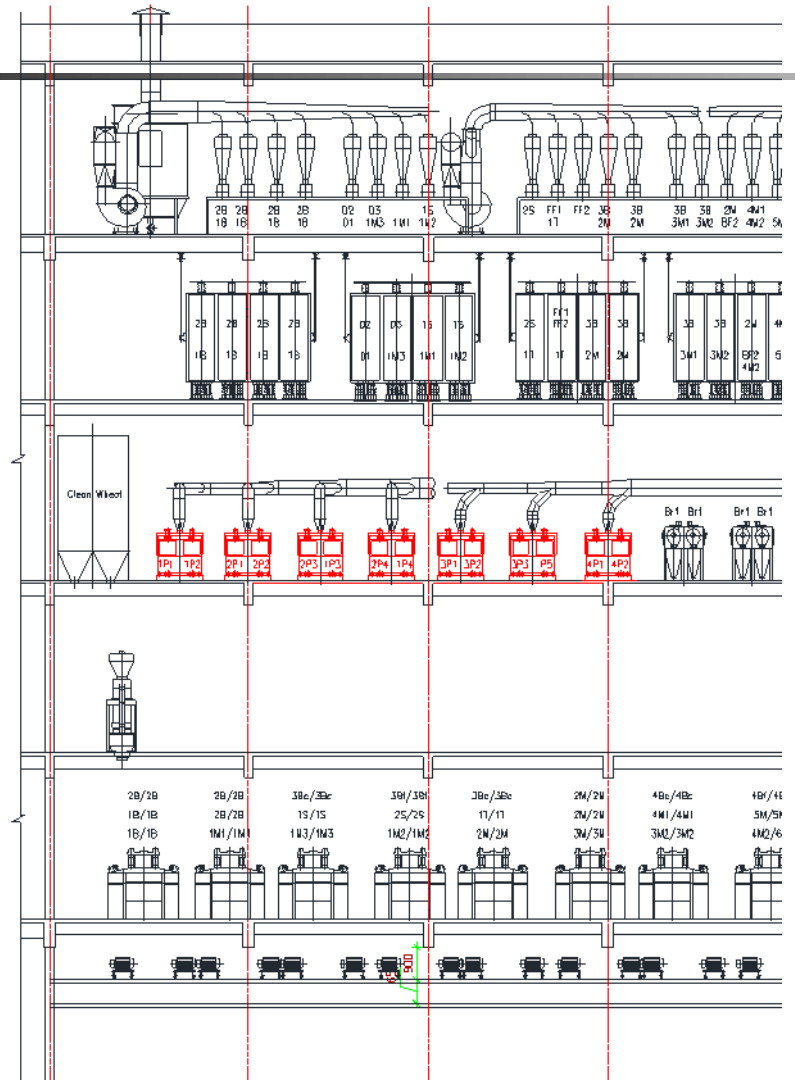 2B 2B 2B 2B D2 D3 1S 2S FF1 FF2 3B 3B 3B 3B 2M 4M1
1B 1B 1B 1B D1 1M3 1M1 1M2 1T 2M 2M 3M1 3M2 BF2 4M2
2B 2B 2B 2B D2 D3 1S 1S 2S FF2 3B 3B 3B 3B 2M
1B 1B 1B 1B D1 1M3 1M1 1M2 1T 1T 2M 2M 3M1 3M2 BF2
4M2
Clean Wheat
Br1 Br1 Br1 Br1
1P1 1P2 2P1 2P2 2P3 1P3 2P4 1P4 3P1 3P2 3P3 P5 4P1 4P2
2B/2B 2B/2B 3Bc/3Bc 3Bf/3Bf 3Bc/3Bc 2M/2M 4Bc/4Bc
1B/1B 2B/2B 1S/1S 2S/2S 1T/1T 2M/2M 4M1/4M1
1B/1B 1M1/1M1 1M3/1M3 1M2/1M2 2M/2M 3M/3M 3M2/3M2
900